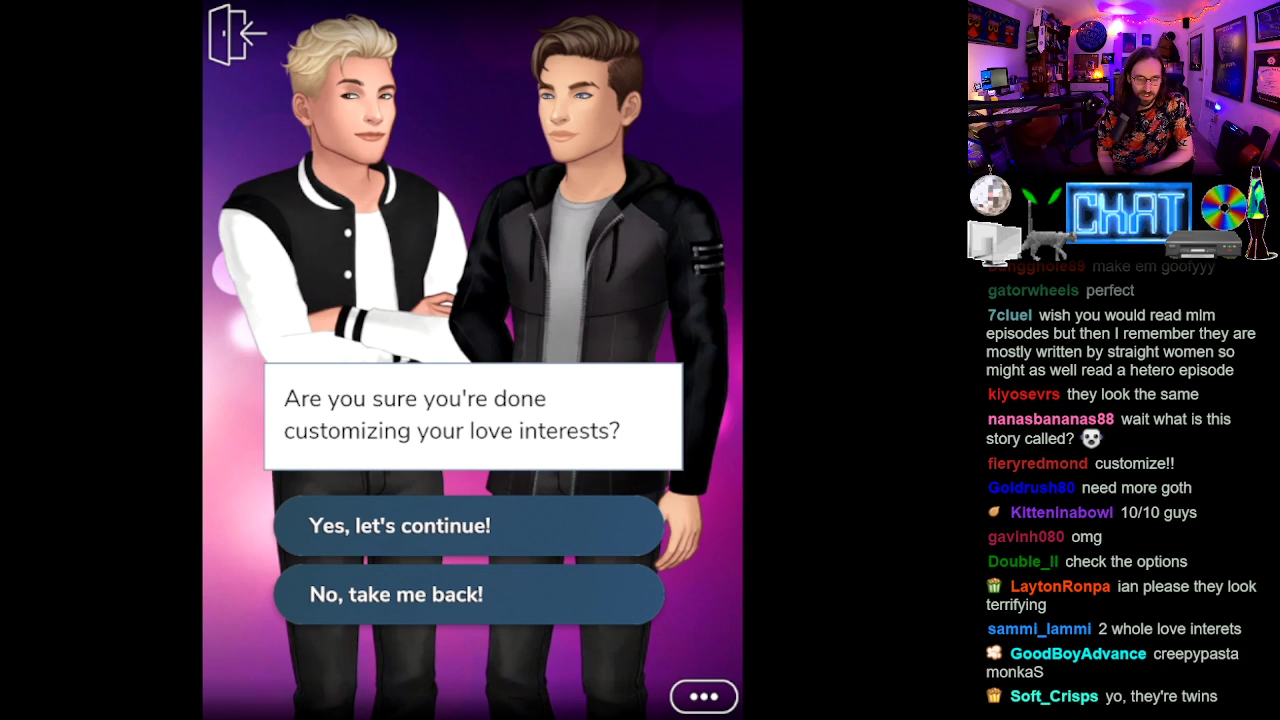 Are you sure you're done
customizing your love interests?
Yes, let's continue!
No, take me back!
CHAT
make em goofyyy
gatorwheels perfect
7cluel wish you would read mlm
episodes but then I remember they are
mostly written by straight women so
might as well read a hetero episode
kiyosevrs they look the same
nanasbananas88 wait what is this
story called?
fieryredmond customize!!
Goldrush80 need more goth
KittenInabowl 10/10 guys
gavinh080 omg
Double_II check the options
LaytonRonpa ian please they look
terrifying
sammi_lammi 2 whole love interets
GoodBoyAdvance creepypasta
monkaS
Soft_Crisps yo, they're twins